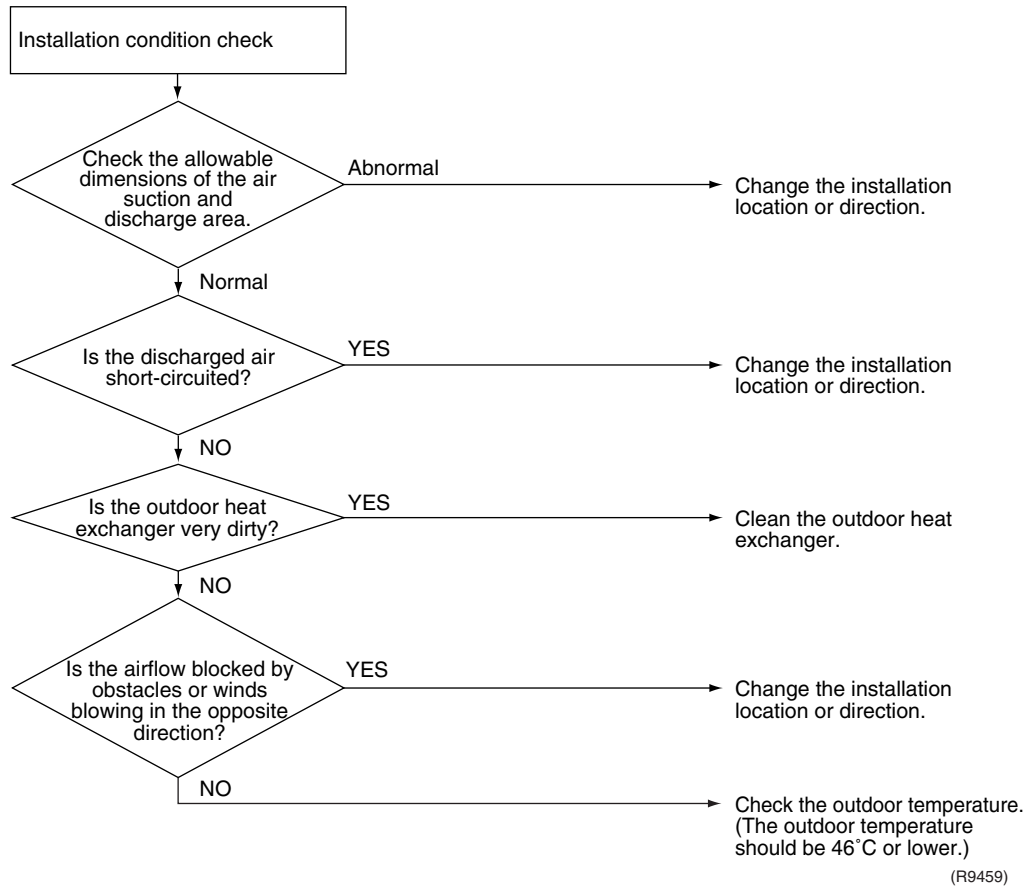 Installation condition check
Check the allowable
dimensions of the air
suction and
discharge area.
Abnormal
Change the installation
location or direction.
Normal
Is the discharged air
short-circuited?
YES
Change the installation
location or direction.
NO
Is the outdoor heat
exchanger very dirty?
YES
Clean the outdoor heat
exchanger.
NO
Is the airflow blocked by
obstacles or winds
blowing in the opposite
direction?
YES
Change the installation
location or direction.
NO
Check the outdoor temperature.
(The outdoor temperature
should be 46˚C or lower.)
(R9459)